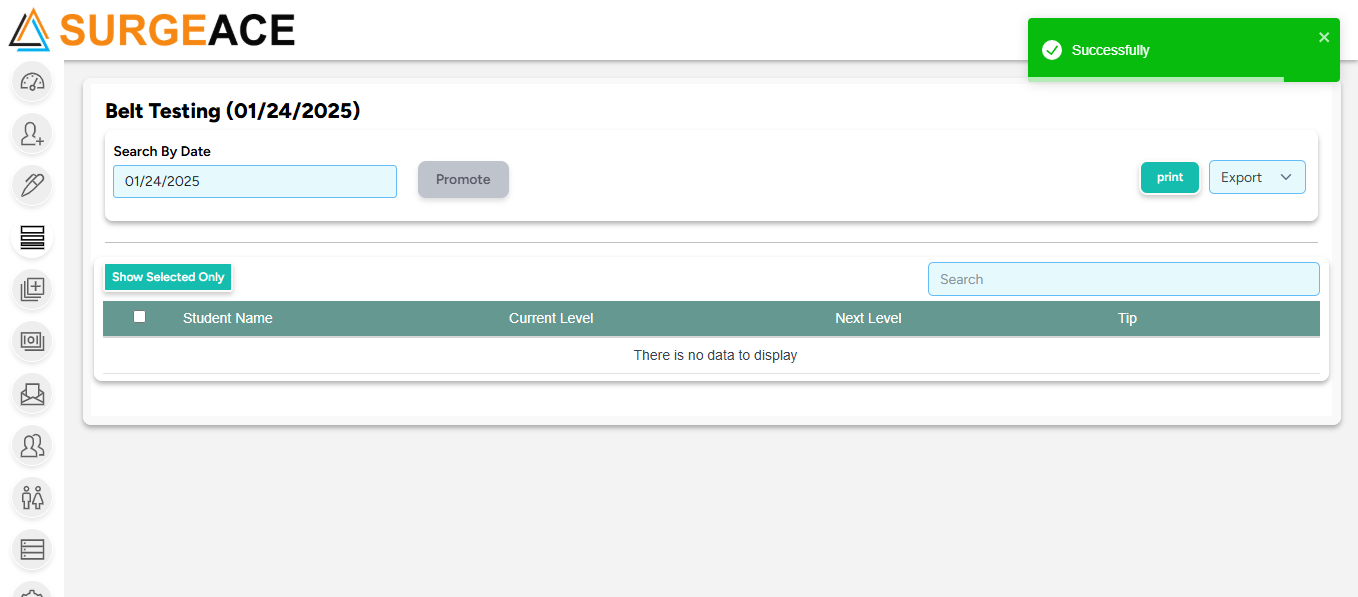 SURGEACE
Successfully
Belt Testing (01/24/2025)
Search By Date
01/24/2025
Promote
print
Export
Show Selected Only
Search
Student Name Current Level Next Level Tip
There is no data to display